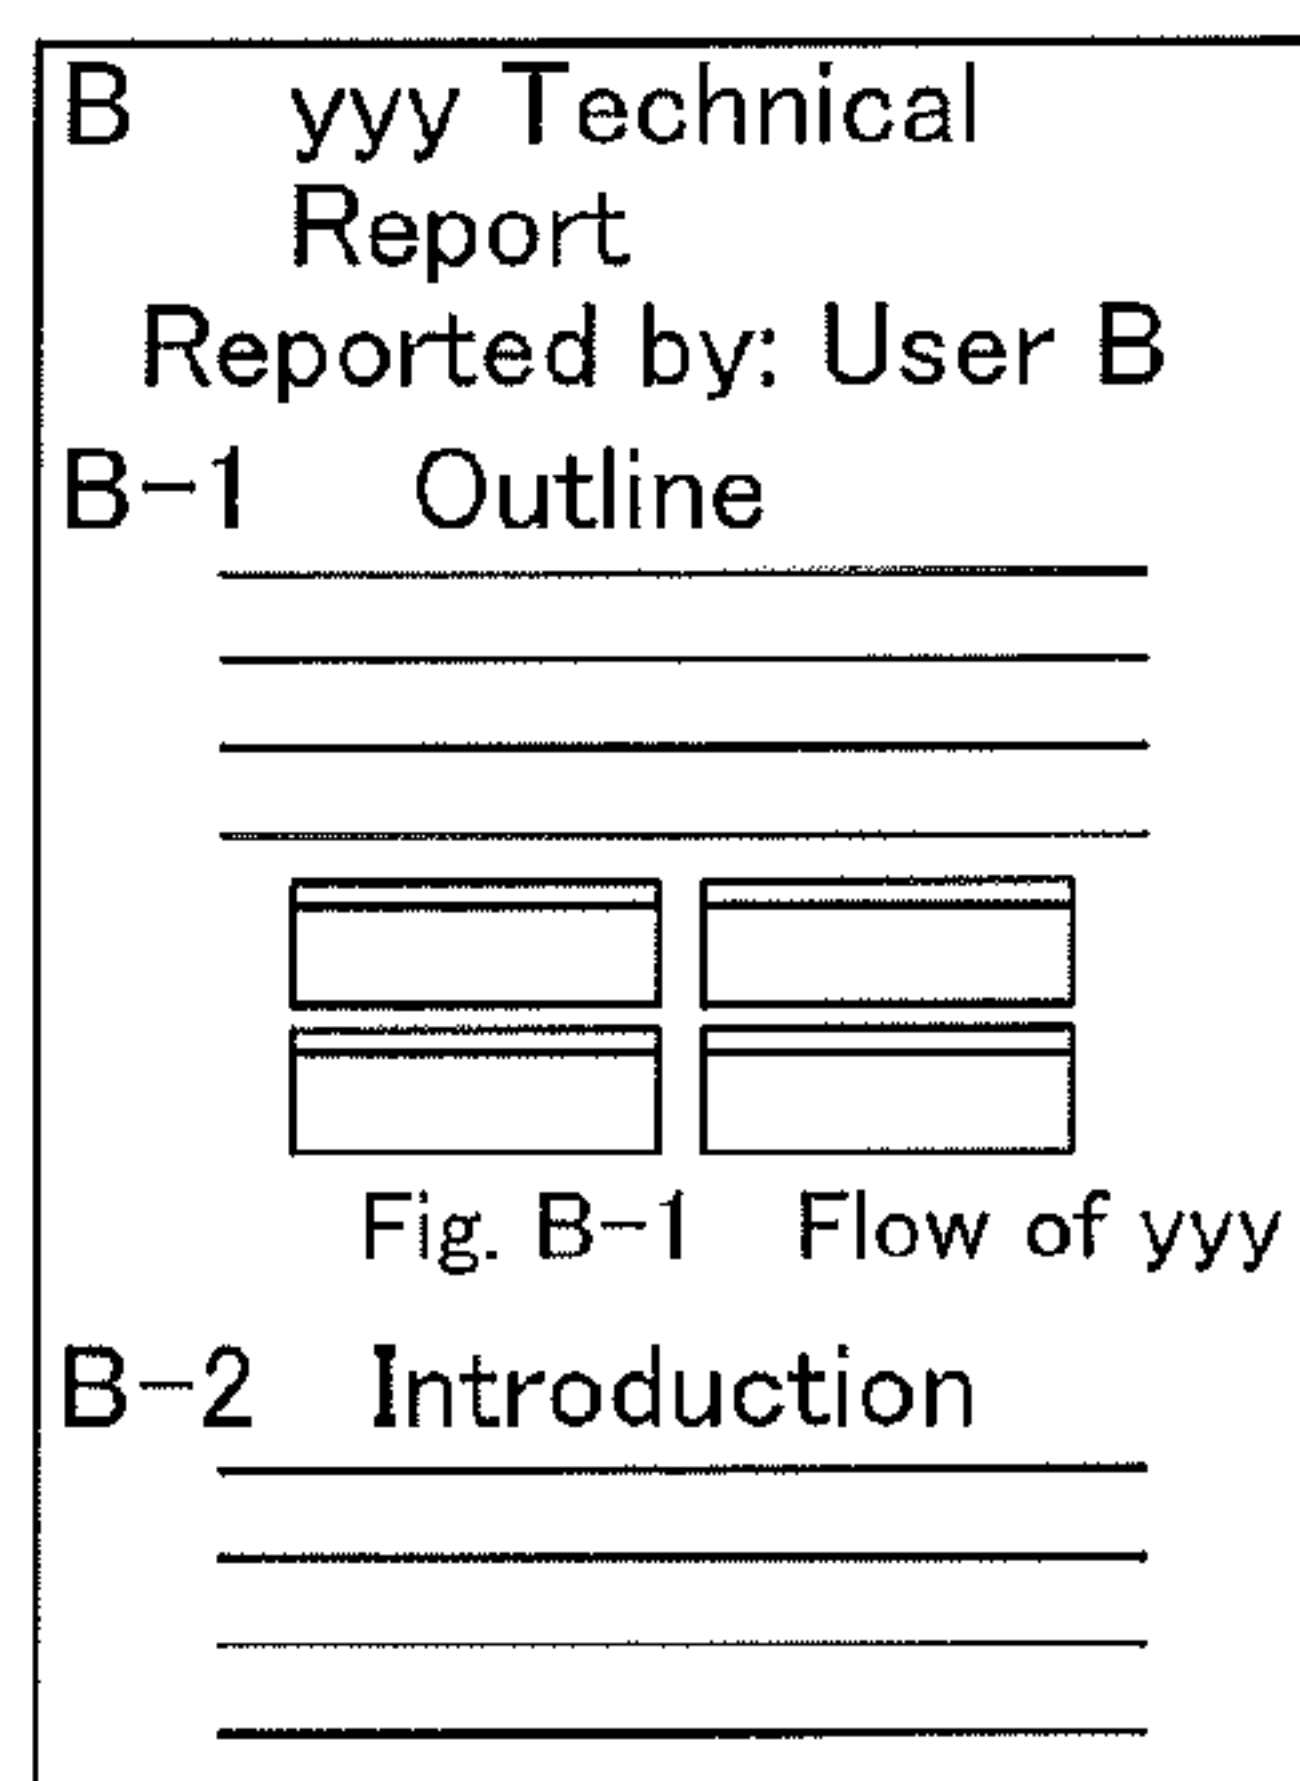 B yyy Technical
Report
Reported by: User B
B-1 Outline
Fig. B-1 Flow of yyy
B-2 Introduction